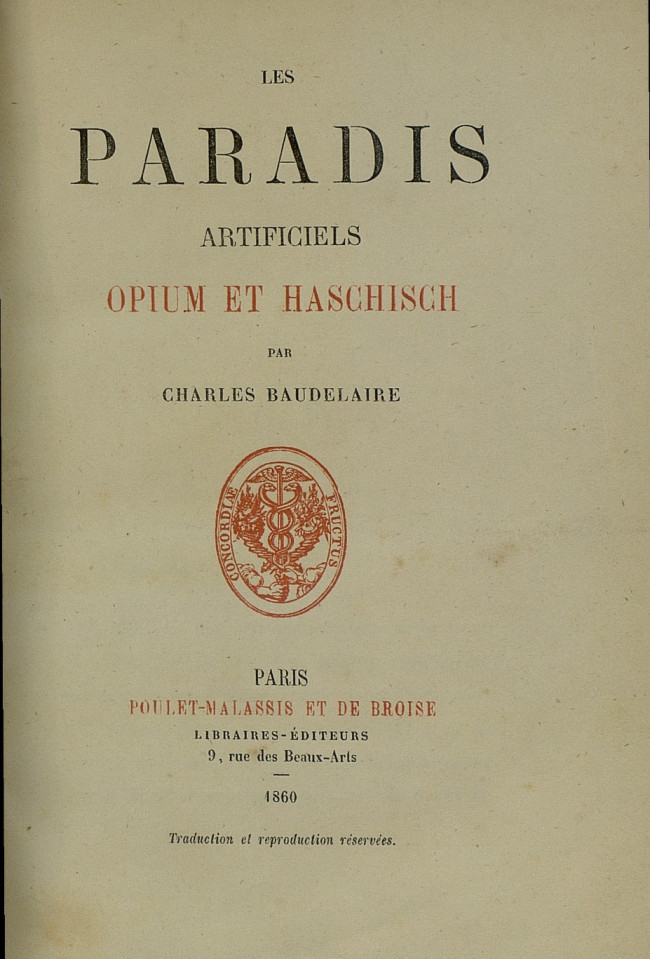 LES
PARADIS
ARTIFICIELS
OPIUM ET HASCHISCH
PAR
CHARLES BAUDELAIRE
CONCORDIÆ FRUCTUS
PARIS
POULET-MALASSIS ET DE BROISE
LIBRAIRES-ÉDITEURS
9, rue des Beaux-Arts
1860
Traduction et reproduction réservées.